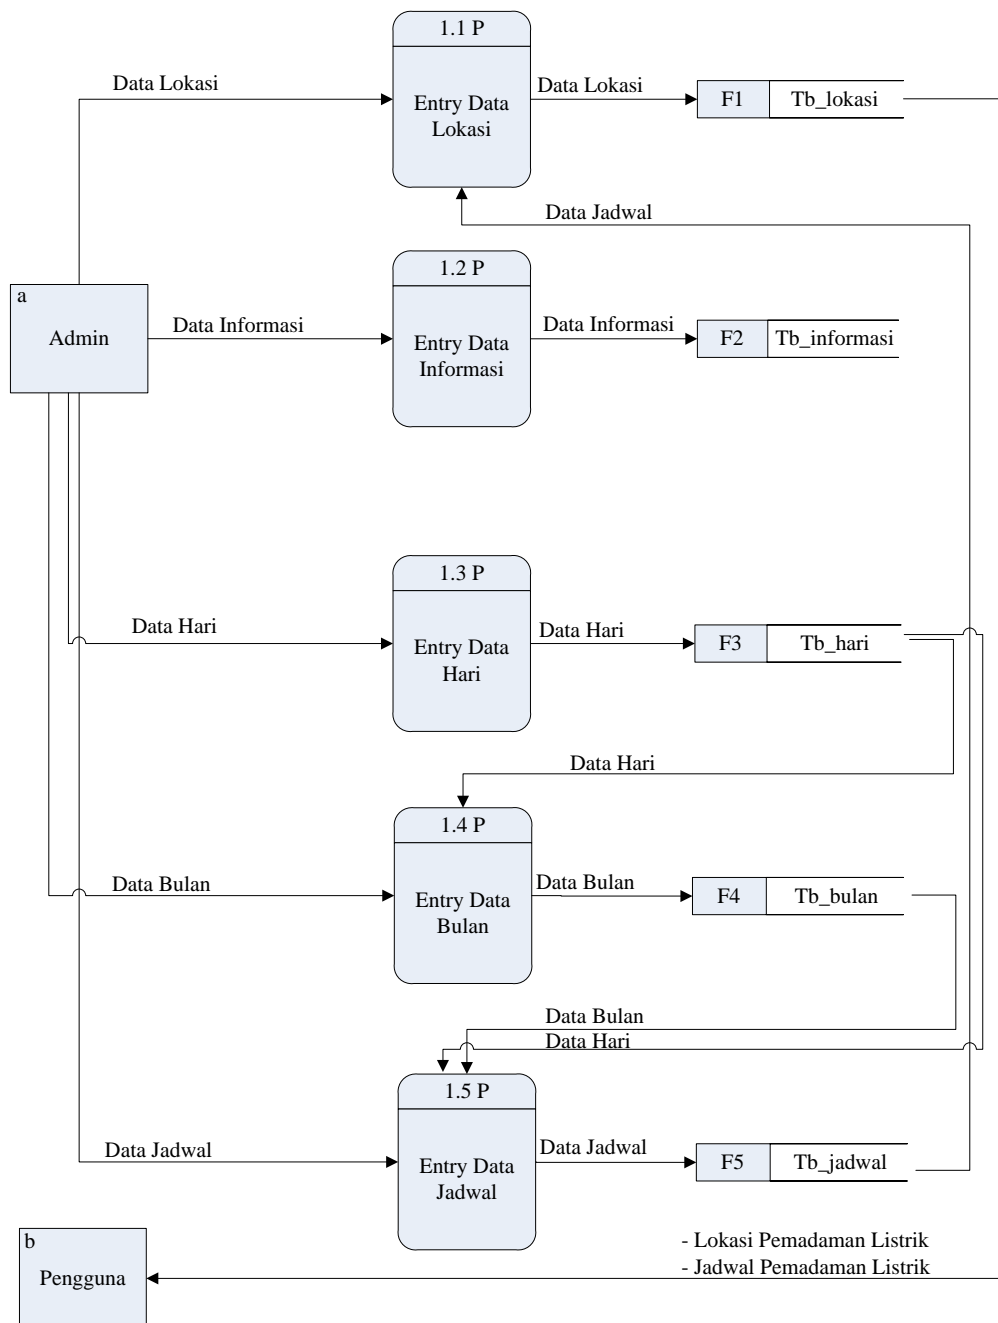 1.1 P
Data Lokasi
Entry Data
Lokasi
Data Lokasi
F1
Tb_lokasi
Data Jadwal
a
Admin
Data Informasi
1.2 P
Entry Data
Informasi
Data Informasi
F2
Tb_informasi
1.3 P
Data Hari
Entry Data
Hari
Data Hari
F3
Tb_hari
Data Hari
1.4 P
Data Bulan
Entry Data
Bulan
Data Bulan
F4
Tb_bulan
Data Bulan
Data Hari
1.5 P
Data Jadwal
Entry Data
Jadwal
Data Jadwal
F5
Tb_jadwal
b
Pengguna
- Lokasi Pemadaman Listrik
- Jadwal Pemadaman Listrik